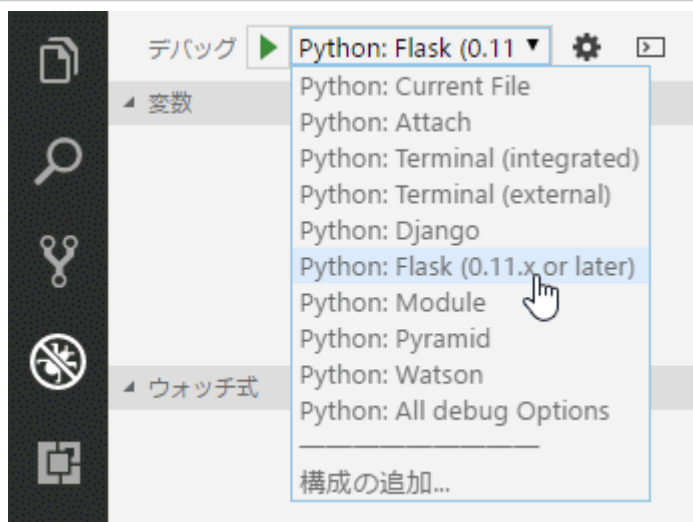 デバッグ Python: Flask (0.11
変数
Python: Current File
Python: Attach
Python: Terminal (integrated)
Python: Terminal (external)
Python: Django
Python: Flask (0.11.x or later)
Python: Module
Python: Pyramid
Python: Watson
ウォッチ式
Python: All debug Options
構成の追加...